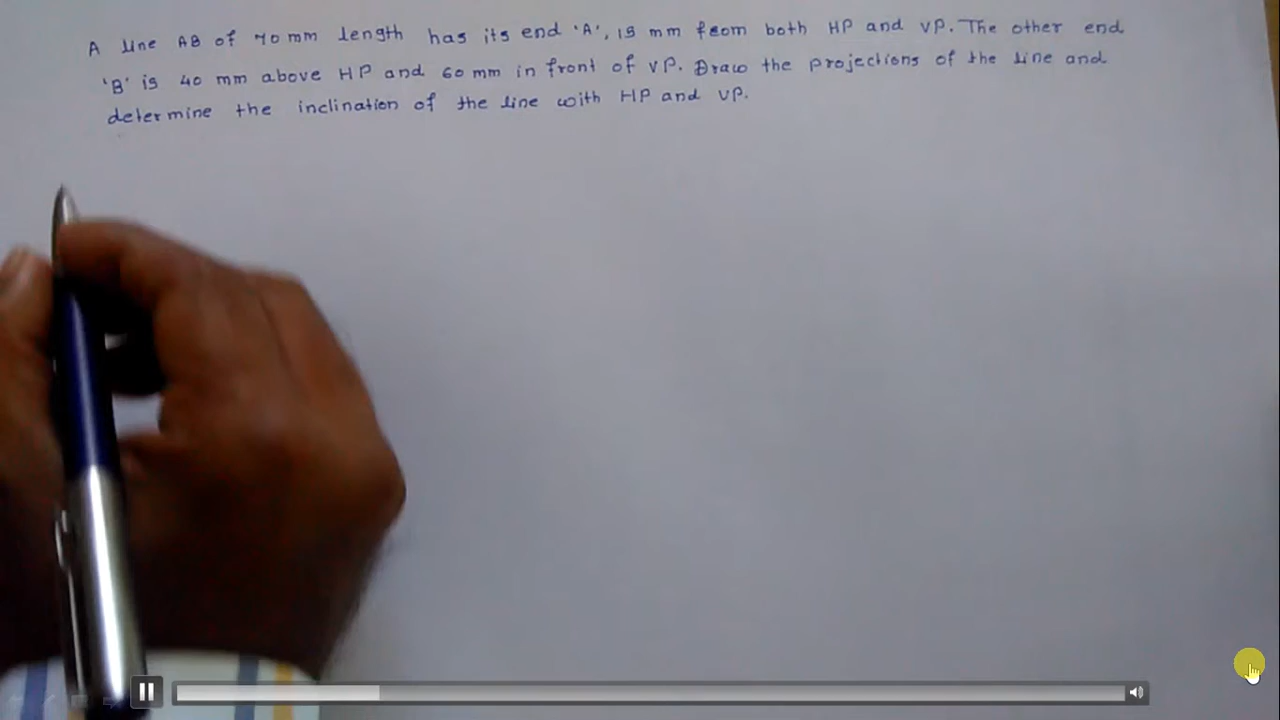 A line AB of 70 mm length has its end 'A', 15 mm from both HP and VP. The other end
'B' is 40 mm above HP and 60 mm in front of VP. Draw the projections of the line and
determine the inclination of the line with HP and VP.